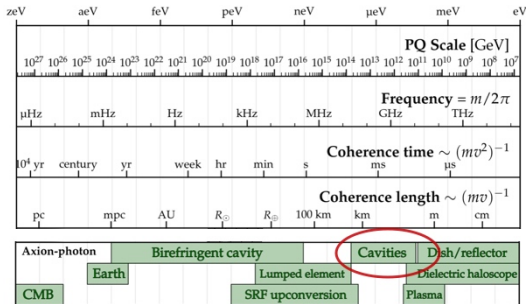 zeV aeV feV peV neV μeV meV eV
PQ Scale [GeV]
10²⁷ 10²⁶ 10²⁵ 10²⁴ 10²³ 10²² 10²¹ 10²⁰ 10¹⁹ 10¹⁸ 10¹⁷ 10¹⁶ 10¹⁵ 10¹⁴ 10¹³ 10¹² 10¹¹ 10¹⁰ 10⁹ 10⁸ 10⁷
Frequency = m/2π
μHz mHz Hz kHz MHz GHz THz
Coherence time ~ (mv²)⁻¹
10⁴ yr century yr week hr min s ms μs
Coherence length ~ (mv)⁻¹
pc mpc AU R☉ R⊕ 100 km km m cm
Axion-photon Birefringent cavity Cavities Dish/reflector
Earth Lumped element Dielectric haloscope
CMB SRF upconversion Plasma